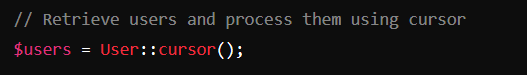 // Retrieve users and process them using cursor
$users = User::cursor();